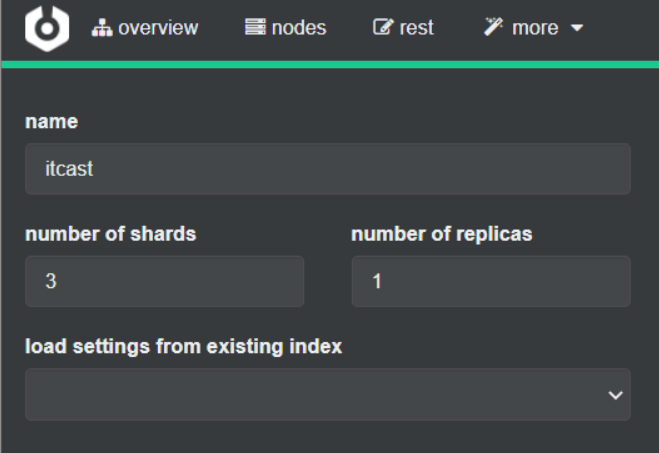 overview nodes rest more
name
itcast
number of shards number of replicas
3 1
load settings from existing index